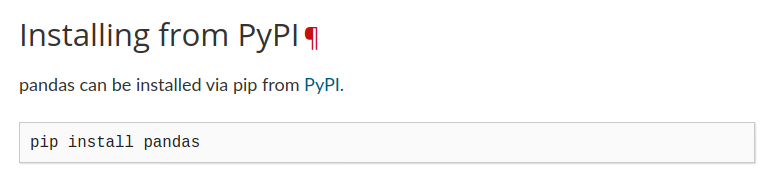 Installing from PyPI¶
pandas can be installed via pip from PyPI.
pip install pandas